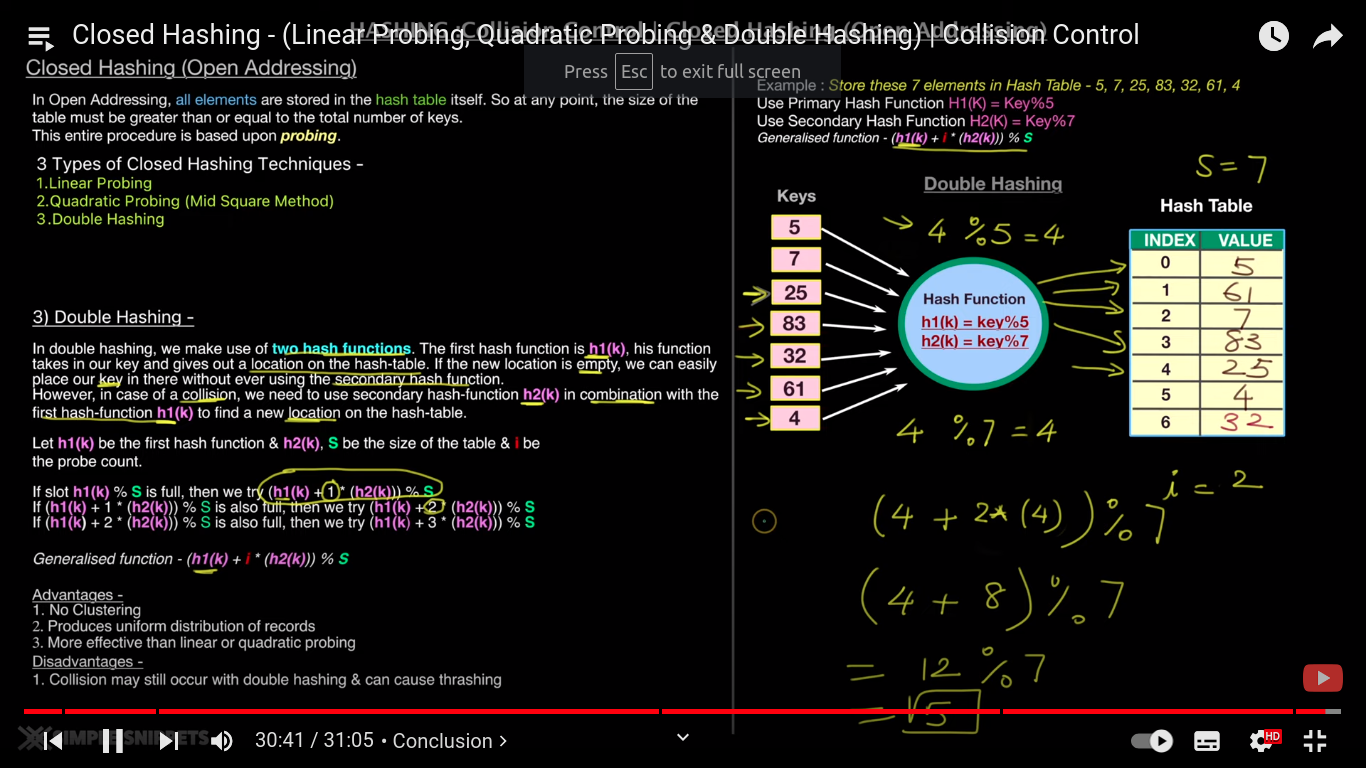 Closed Hashing - (Linear Probing, Quadratic Probing & Double Hashing) | Collision Control
HASHING :Collision Control | Closed Hashing (Open Addressing)
Press Esc to exit full screen
Closed Hashing (Open Addressing)
In Open Addressing, all elements are stored in the hash table itself. So at any point, the size of the
table must be greater than or equal to the total number of keys.
This entire procedure is based upon probing.
3 Types of Closed Hashing Techniques -
1.Linear Probing
2.Quadratic Probing (Mid Square Method)
3.Double Hashing
3) Double Hashing -
In double hashing, we make use of two hash functions. The first hash function is h1(k), his function
takes in our key and gives out a location on the hash-table. If the new location is empty, we can easily
place our key in there without ever using the secondary hash function.
However, in case of a collision, we need to use secondary hash-function h2(k) in combination with the
first hash-function h1(k) to find a new location on the hash-table.
Let h1(k) be the first hash function & h2(k), S be the size of the table & i be
the probe count.
If slot h1(k) % S is full, then we try (h1(k) +1 * (h2(k))) % S
If (h1(k) + 1 * (h2(k))) % S is also full, then we try (h1(k) + 2 * (h2(k))) % S
If (h1(k) + 2 * (h2(k))) % S is also full, then we try (h1(k) + 3 * (h2(k))) % S
Generalised function - (h1(k) + i * (h2(k))) % S
Advantages -
1. No Clustering
2. Produces uniform distribution of records
3. More effective than linear or quadratic probing
Disadvantages -
1. Collision may still occur with double hashing & can cause thrashing
Example : Store these 7 elements in Hash Table - 5, 7, 25, 83, 32, 61, 4
Use Primary Hash Function H1(K) = Key%5
Use Secondary Hash Function H2(K) = Key%7
Generalised function - (h1(k) + i * (h2(k))) % S
S = 7
Double Hashing
Keys
5
7
25
83
32
61
4
4 % 5 = 4
Hash Function
h1(k) = key%5
h2(k) = key%7
4 % 7 = 4
Hash Table
INDEX VALUE
0 5
1 61
2 7
3 83
4 25
5 4
6 32
i = 2
(4 + 2* (4)) % 7
(4 + 8) % 7
= 12 % 7
= 5
SIMPLE SNIPPETS
30:41 / 31:05 • Conclusion >
HD